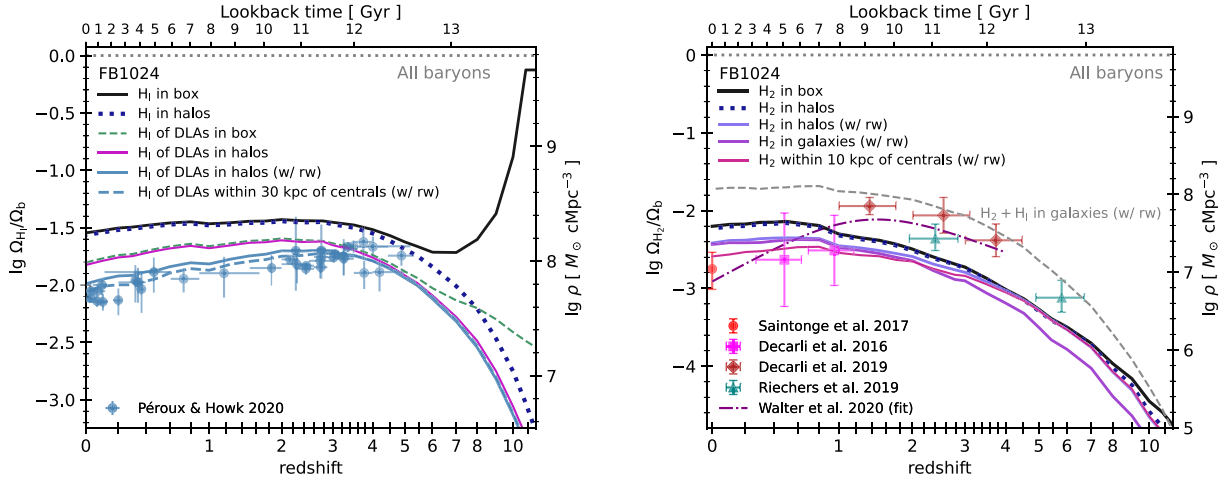 Lookback time [ Gyr ]
0 1 2 3 4 5 6 7 8 9 10 11 12 13
0.0
−0.5
−1.0
−1.5
−2.0
−2.5
−3.0
lg Ω_HI/Ω_b
FB1024
All baryons
H_I in box
H_I in halos
H_I of DLAs in box
H_I of DLAs in halos
H_I of DLAs in halos (w/ rw)
H_I of DLAs within 30 kpc of centrals (w/ rw)
Péroux & Howk 2020
9
8
7
lg ρ [ M⊙ cMpc⁻³ ]
0 1 2 3 4 5 6 7 8 10
redshift
Lookback time [ Gyr ]
0 1 2 3 4 5 6 7 8 9 10 11 12 13
0
−1
−2
−3
−4
lg Ω_H₂/Ω_b
FB1024
All baryons
H₂ in box
H₂ in halos
H₂ in halos (w/ rw)
H₂ in galaxies (w/ rw)
H₂ within 10 kpc of centrals (w/ rw)
H₂ + H_I in galaxies (w/ rw)
Saintonge et al. 2017
Decarli et al. 2016
Decarli et al. 2019
Riechers et al. 2019
Walter et al. 2020 (fit)
9
8
7
6
5
lg ρ [ M⊙ cMpc⁻³ ]
0 1 2 3 4 5 6 7 8 10
redshift